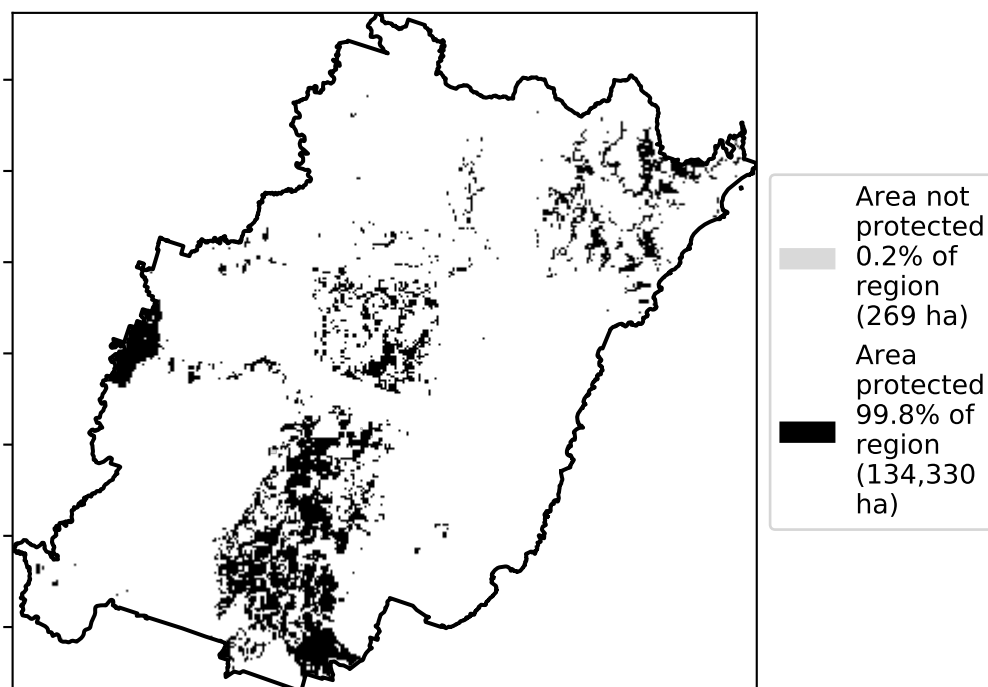 Area not
protected
0.2% of
region
(269 ha)
Area
protected
99.8% of
region
(134,330
ha)